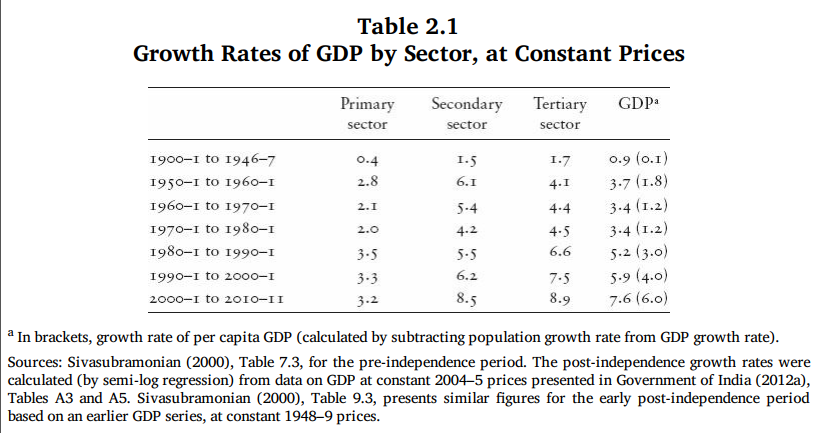 Table 2.1
Growth Rates of GDP by Sector, at Constant Prices
Primary sector Secondary sector Tertiary sector GDPª
1900–1 to 1946–7 0.4 1.5 1.7 0.9 (0.1)
1950–1 to 1960–1 2.8 6.1 4.1 3.7 (1.8)
1960–1 to 1970–1 2.1 5.4 4.4 3.4 (1.2)
1970–1 to 1980–1 2.0 4.2 4.5 3.4 (1.2)
1980–1 to 1990–1 3.5 5.5 6.6 5.2 (3.0)
1990–1 to 2000–1 3.3 6.2 7.5 5.9 (4.0)
2000–1 to 2010–11 3.2 8.5 8.9 7.6 (6.0)
ª In brackets, growth rate of per capita GDP (calculated by subtracting population growth rate from GDP growth rate).
Sources: Sivasubramonian (2000), Table 7.3, for the pre-independence period. The post-independence growth rates were
calculated (by semi-log regression) from data on GDP at constant 2004–5 prices presented in Government of India (2012a),
Tables A3 and A5. Sivasubramonian (2000), Table 9.3, presents similar figures for the early post-independence period
based on an earlier GDP series, at constant 1948–9 prices.